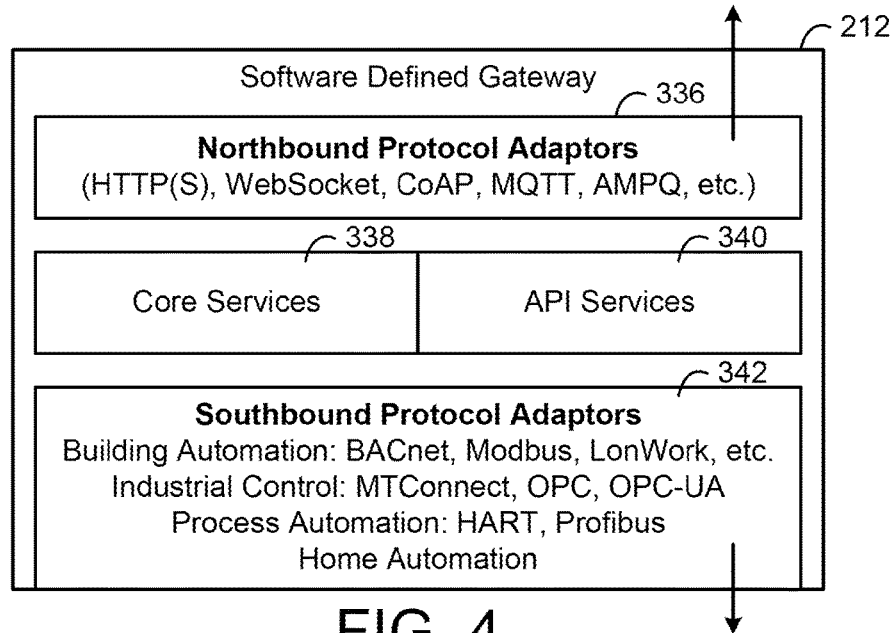 212
Software Defined Gateway
336
Northbound Protocol Adaptors
(HTTP(S), WebSocket, CoAP, MQTT, AMPQ, etc.)
338
340
Core Services
API Services
342
Southbound Protocol Adaptors
Building Automation: BACnet, Modbus, LonWork, etc.
Industrial Control: MTConnect, OPC, OPC-UA
Process Automation: HART, Profibus
Home Automation
FIG. 4